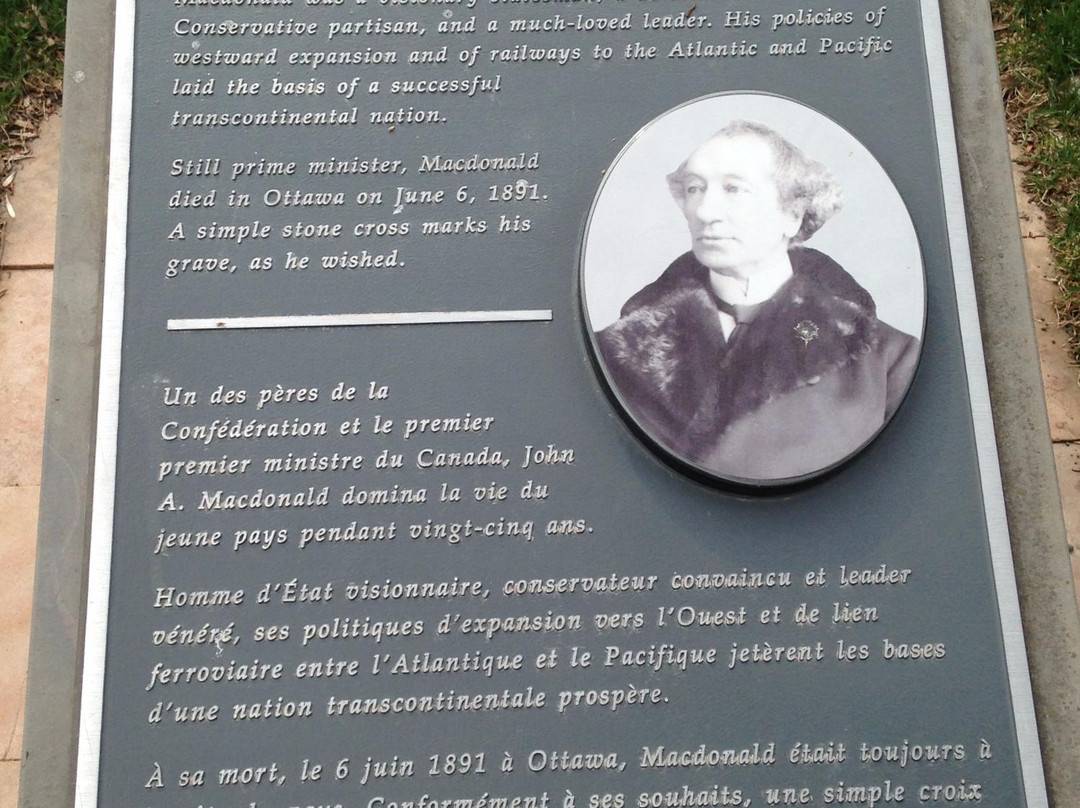 Macdonald was a visionary statesman, a
Conservative partisan, and a much-loved leader. His policies of
westward expansion and of railways to the Atlantic and Pacific
laid the basis of a successful
transcontinental nation.
Still prime minister, Macdonald
died in Ottawa on June 6, 1891.
A simple stone cross marks his
grave, as he wished.
Un des pères de la
Confédération et le premier
premier ministre du Canada, John
A. Macdonald domina la vie du
jeune pays pendant vingt-cinq ans.
Homme d'État visionnaire, conservateur convaincu et leader
vénéré, ses politiques d'expansion vers l'Ouest et de lien
ferroviaire entre l'Atlantique et le Pacifique jetèrent les bases
d'une nation transcontinentale prospère.
À sa mort, le 6 juin 1891 à Ottawa, Macdonald était toujours à
Conformément à ses souhaits, une simple croix